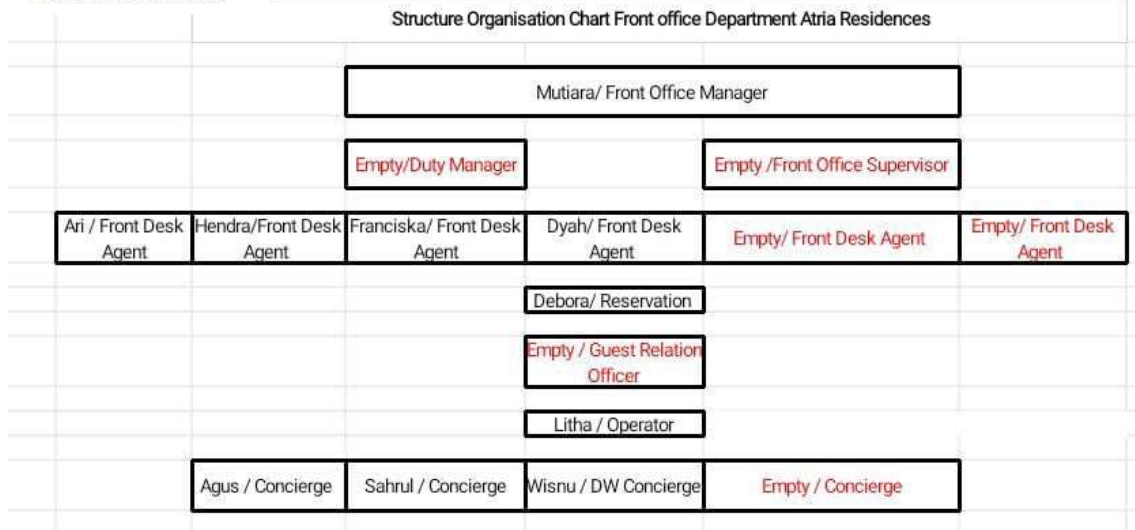 Structure Organisation Chart Front office Department Atria Residences
Mutiara/ Front Office Manager
Empty/Duty Manager
Empty /Front Office Supervisor
Ari / Front Desk
Agent
Hendra/Front Desk
Agent
Franciska/ Front Desk
Agent
Dyah/ Front Desk
Agent
Empty/ Front Desk Agent
Empty/ Front Desk
Agent
Debora/ Reservation
Empty / Guest Relation
Officer
Litha / Operator
Agus / Concierge
Sahrul / Concierge
Wisnu / DW Concierge
Empty / Concierge